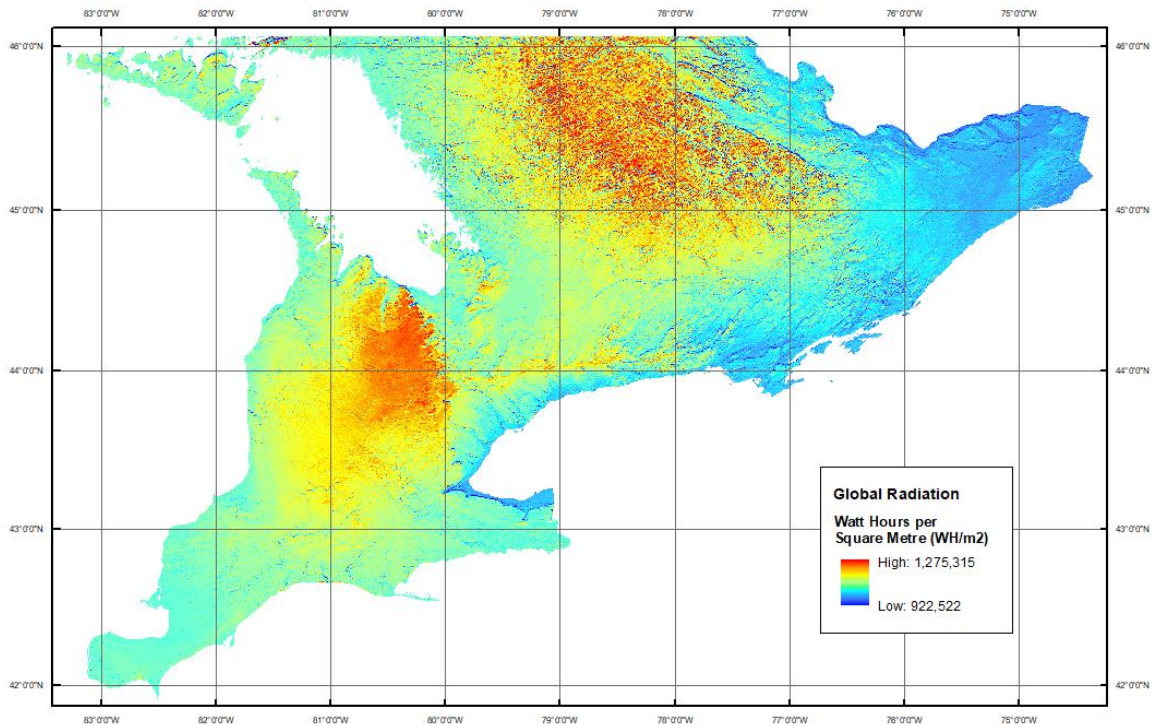 83°0'0"W 82°0'0"W 81°0'0"W 80°0'0"W 79°0'0"W 78°0'0"W 77°0'0"W 76°0'0"W 75°0'0"W
46°0'0"N 46°0'0"N
45°0'0"N 45°0'0"N
44°0'0"N 44°0'0"N
Global Radiation
Watt Hours per
Square Metre (WH/m2)
High: 1,275,315
Low: 922,522
43°0'0"N 43°0'0"N
42°0'0"N 42°0'0"N
83°0'0"W 82°0'0"W 81°0'0"W 80°0'0"W 79°0'0"W 78°0'0"W 77°0'0"W 76°0'0"W 75°0'0"W